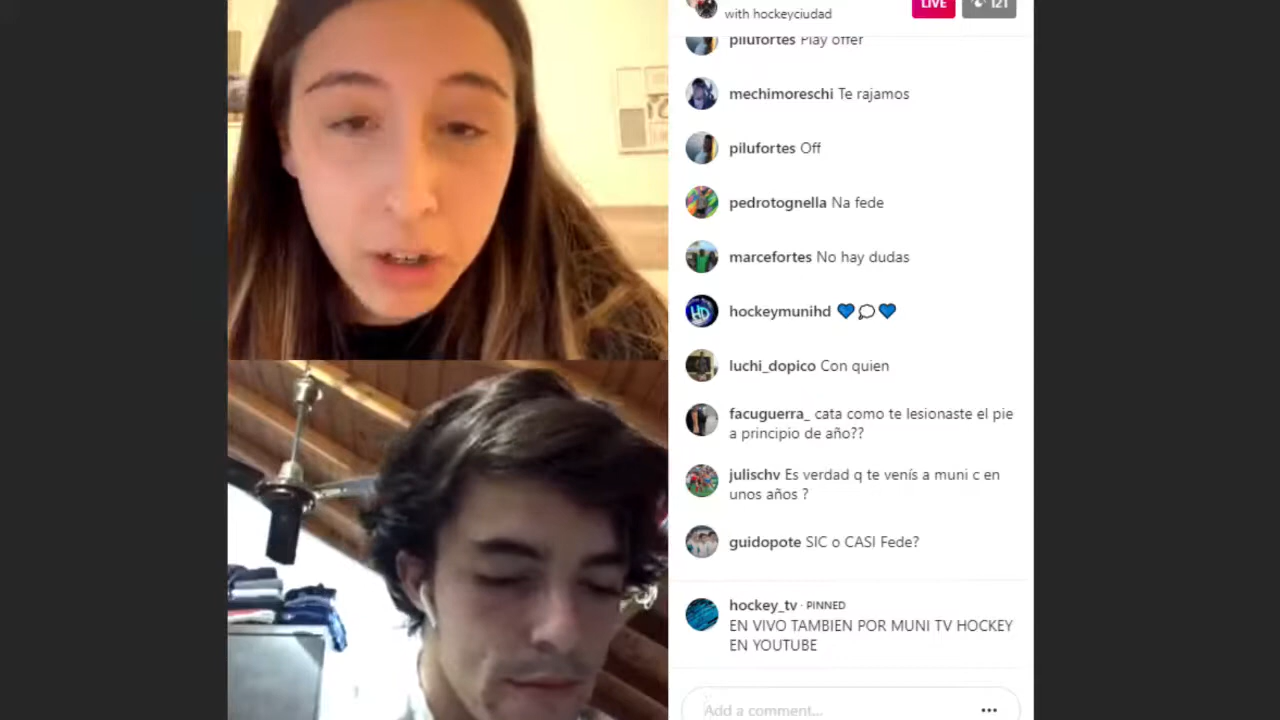 LIVE
121
with hockeyciudad
pilufortes Play offer
mechimoreschi Te rajamos
pilufortes Off
pedrotognella Na fede
marcefortes No hay dudas
hockeymunihd 💙💭💙
luchi_dopico Con quien
facuguerra_ cata como te lesionaste el pie
a principio de año??
julischv Es verdad q te venís a muni c en
unos años ?
guidopote SIC o CASI Fede?
hockey_tv · PINNED
EN VIVO TAMBIEN POR MUNI TV HOCKEY
EN YOUTUBE
Add a comment...